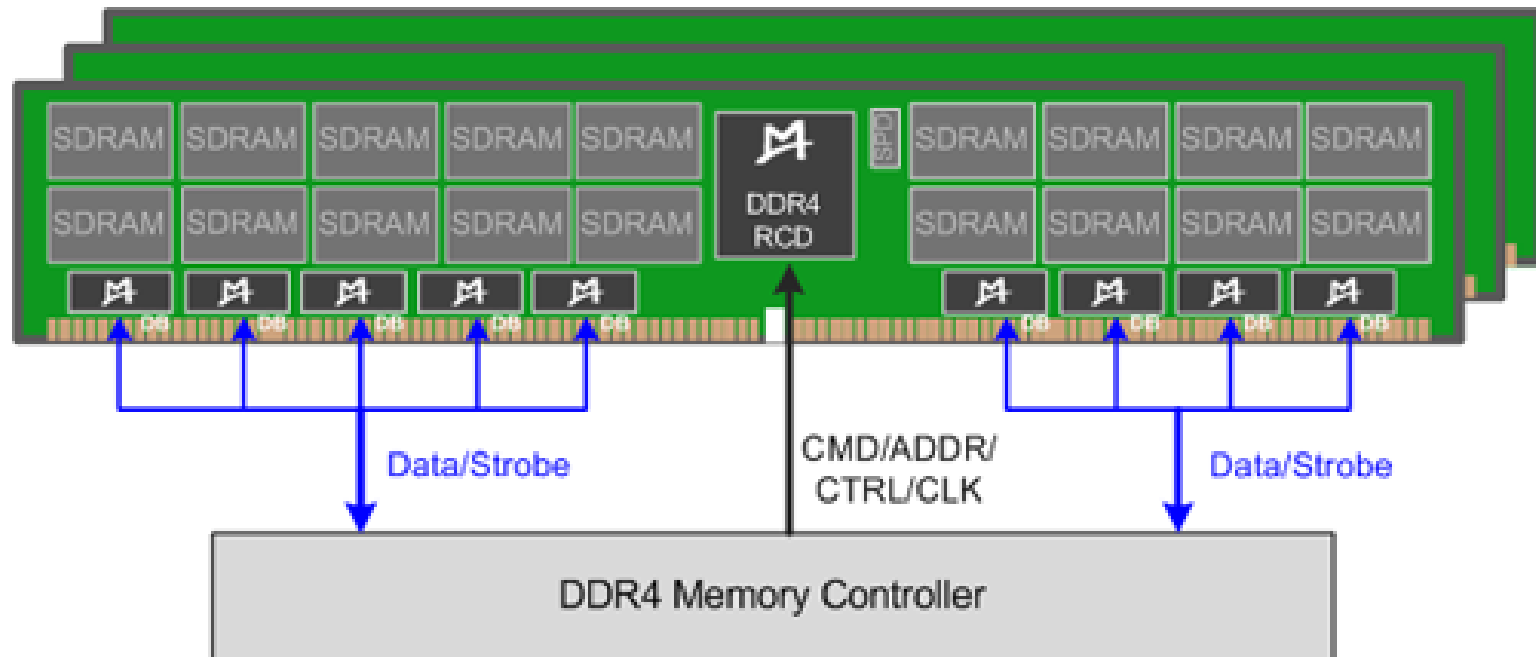 SDRAM SDRAM SDRAM SDRAM SDRAM
SDRAM SDRAM SDRAM SDRAM SDRAM
DDR4
RCD
SPD
SDRAM SDRAM SDRAM SDRAM
SDRAM SDRAM SDRAM SDRAM
DB DB DB DB DB
DB DB DB DB
Data/Strobe
CMD/ADDR/
CTRL/CLK
Data/Strobe
DDR4 Memory Controller